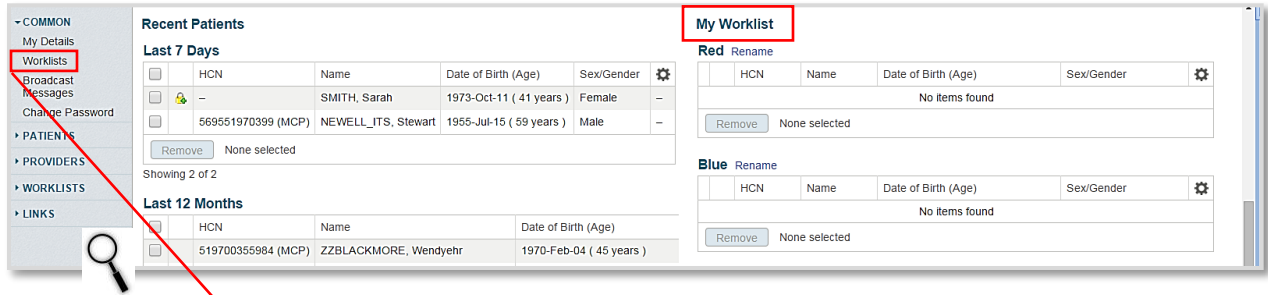 COMMON
My Details
Worklists
Broadcast
Messages
Change Password
PATIENTS
PROVIDERS
WORKLISTS
LINKS
Recent Patients
Last 7 Days
HCN Name Date of Birth (Age) Sex/Gender
– SMITH, Sarah 1973-Oct-11 ( 41 years ) Female –
569551970399 (MCP) NEWELL_ITS, Stewart 1955-Jul-15 ( 59 years ) Male –
Remove None selected
Showing 2 of 2
Last 12 Months
HCN Name Date of Birth (Age)
519700355984 (MCP) ZZBLACKMORE, Wendyehr 1970-Feb-04 ( 45 years )
My Worklist
Red Rename
HCN Name Date of Birth (Age) Sex/Gender
No items found
Remove None selected
Blue Rename
HCN Name Date of Birth (Age) Sex/Gender
No items found
Remove None selected